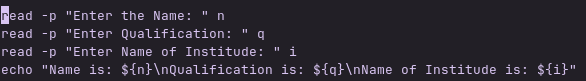 read -p "Enter the Name: " n
read -p "Enter Qualification: " q
read -p "Enter Name of Institude: " i
echo "Name is: ${n}\nQualification is: ${q}\nName of Institude is: ${i}"